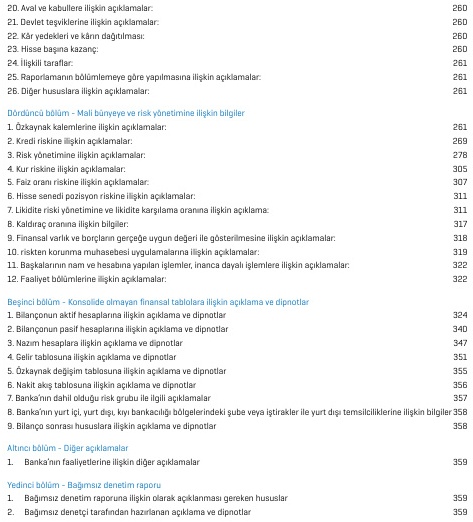 20. Aval ve kabullere ilişkin açıklamalar: 260
21. Devlet teşviklerine ilişkin açıklamalar: 260
22. Kâr yedekleri ve kârın dağıtılması: 260
23. Hisse başına kazanç: 260
24. İlişkili taraflar: 261
25. Raporlamanın bölümlemeye göre yapılmasına ilişkin açıklamalar: 261
26. Diğer hususlara ilişkin açıklamalar: 261
Dördüncü bölüm - Mali bünyeye ve risk yönetimine ilişkin bilgiler
1. Özkaynak kalemlerine ilişkin açıklamalar: 261
2. Kredi riskine ilişkin açıklamalar: 269
3. Risk yönetimine ilişkin açıklamalar: 278
4. Kur riskine ilişkin açıklamalar: 305
5. Faiz oranı riskine ilişkin açıklamalar: 307
6. Hisse senedi pozisyon riskine ilişkin açıklamalar: 311
7. Likidite riski yönetimine ve likidite karşılama oranına ilişkin açıklama: 311
8. Kaldıraç oranına ilişkin bilgiler: 317
9. Finansal varlık ve borçların gerçeğe uygun değeri ile gösterilmesine ilişkin açıklamalar: 318
10. riskten korunma muhasebesi uygulamalarına ilişkin açıklamalar: 319
11. Başkalarının nam ve hesabına yapılan işlemler, inanca dayalı işlemlere ilişkin açıklamalar: 322
12. Faaliyet bölümlerine ilişkin açıklamalar: 322
Beşinci bölüm - Konsolide olmayan finansal tablolara ilişkin açıklama ve dipnotlar
1. Bilançonun aktif hesaplarına ilişkin açıklama ve dipnotlar 324
2. Bilançonun pasif hesaplarına ilişkin açıklama ve dipnotlar 340
3. Nazım hesaplara ilişkin açıklama ve dipnotlar 347
4. Gelir tablosuna ilişkin açıklama ve dipnotlar 351
5. Özkaynak değişim tablosuna ilişkin açıklama ve dipnotlar 355
6. Nakit akış tablosuna ilişkin açıklama ve dipnotlar 356
7. Banka'nın dahil olduğu risk grubu ile ilgili açıklamalar 357
8. Banka'nın yurt içi, yurt dışı, kıyı bankacılığı bölgelerindeki şube veya iştirakler ile yurt dışı temsilciliklerine ilişkin bilgiler 358
9. Bilanço sonrası hususlara ilişkin açıklama ve dipnotlar 358
Altıncı bölüm - Diğer açıklamalar
1. Banka'nın faaliyetlerine ilişkin diğer açıklamalar 359
Yedinci bölüm - Bağımsız denetim raporu
1. Bağımsız denetim raporuna ilişkin olarak açıklanması gereken hususlar 359
2. Bağımsız denetçi tarafından hazırlanan açıklama ve dipnotlar 359